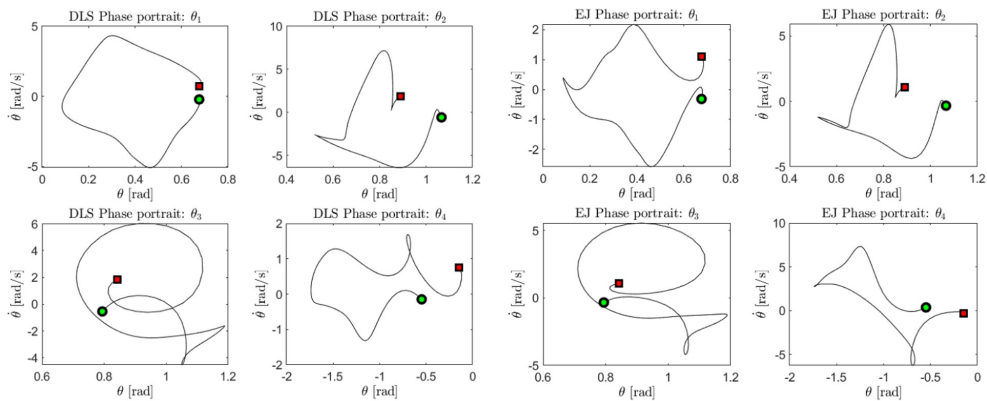 DLS Phase portrait: θ1
5
0
-5
θ̇ [rad/s]
0 0.2 0.4 0.6 0.8
θ [rad]
DLS Phase portrait: θ2
10
5
0
-5
θ̇ [rad/s]
0.4 0.6 0.8 1 1.2
θ [rad]
EJ Phase portrait: θ1
2
1
0
-1
-2
θ̇ [rad/s]
0 0.2 0.4 0.6 0.8
θ [rad]
EJ Phase portrait: θ2
5
0
-5
θ̇ [rad/s]
0.4 0.6 0.8 1 1.2
θ [rad]
DLS Phase portrait: θ3
6
4
2
0
-2
-4
θ̇ [rad/s]
0.6 0.8 1 1.2
θ [rad]
DLS Phase portrait: θ4
2
1
0
-1
-2
θ̇ [rad/s]
-2 -1.5 -1 -0.5 0
θ [rad]
EJ Phase portrait: θ3
5
0
-5
θ̇ [rad/s]
0.6 0.8 1 1.2
θ [rad]
EJ Phase portrait: θ4
10
5
0
-5
θ̇ [rad/s]
-2 -1.5 -1 -0.5 0
θ [rad]